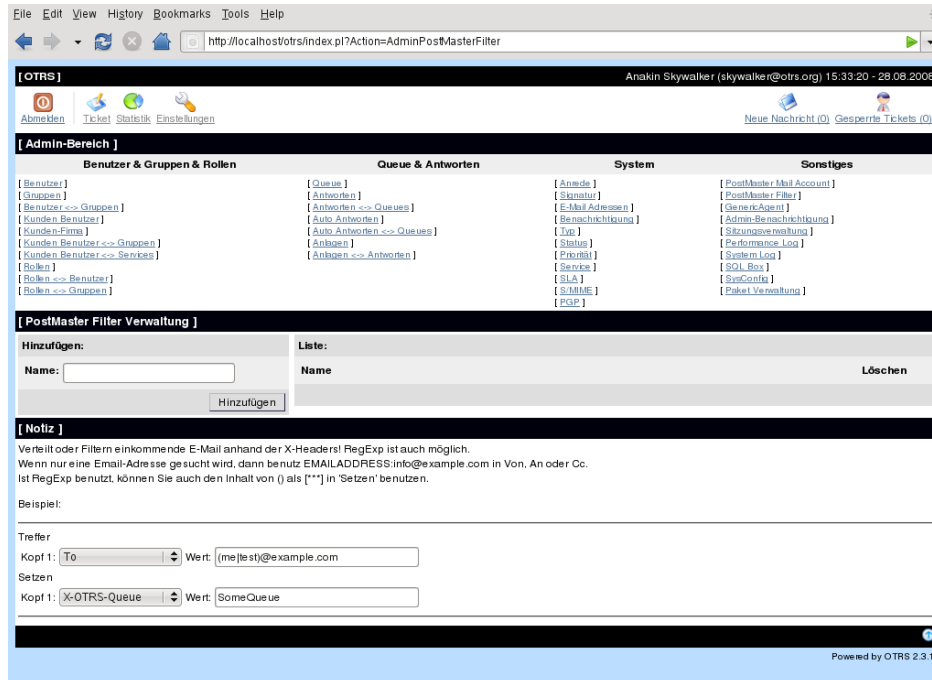 File Edit View History Bookmarks Tools Help
http://localhost/otrs/index.pl?Action=AdminPostMasterFilter
[ OTRS ] Anakin Skywalker (skywalker@otrs.org) 15:33:20 - 28.08.2008
Abmelden Ticket Statistik Einstellungen Neue Nachricht (0) Gesperrte Tickets (0)
[ Admin-Bereich ]
Benutzer & Gruppen & Rollen Queue & Antworten System Sonstiges
[ Benutzer ] [ Queue ] [ Anrede ] [ PostMaster Mail Account ]
[ Gruppen ] [ Antworten ] [ Signatur ] [ PostMaster Filter ]
[ Benutzer <-> Gruppen ] [ Antworten <-> Queues ] [ E-Mail Adressen ] [ GenericAgent ]
[ Kunden Benutzer ] [ Auto Antworten ] [ Benachrichtigung ] [ Admin-Benachrichtigung ]
[ Kunden-Firma ] [ Auto Antworten <-> Queues ] [ Typ ] [ Sitzungsverwaltung ]
[ Kunden Benutzer <-> Gruppen ] [ Anlagen ] [ Status ] [ Performance Log ]
[ Kunden Benutzer <-> Services ] [ Anlagen <-> Antworten ] [ Priorität ] [ System Log ]
[ Rollen ] [ Service ] [ SQL Box ]
[ Rollen <-> Benutzer ] [ SLA ] [ SysConfig ]
[ Rollen <-> Gruppen ] [ S/MIME ] [ Paket Verwaltung ]
[ PGP ]
[ PostMaster Filter Verwaltung ]
Hinzufügen: Liste:
Name: Name Löschen
Hinzufügen
[ Notiz ]
Verteilt oder Filtern einkommende E-Mail anhand der X-Headers! RegExp ist auch möglich.
Wenn nur eine Email-Adresse gesucht wird, dann benutz EMAILADDRESS:info@example.com in Von, An oder Cc.
Ist RegExp benutzt, können Sie auch den Inhalt von () als [***] in 'Setzen' benutzen.
Beispiel:
Treffer
Kopf 1: To Wert: (me|test)@example.com
Setzen
Kopf 1: X-OTRS-Queue Wert: SomeQueue
Powered by OTRS 2.3.1